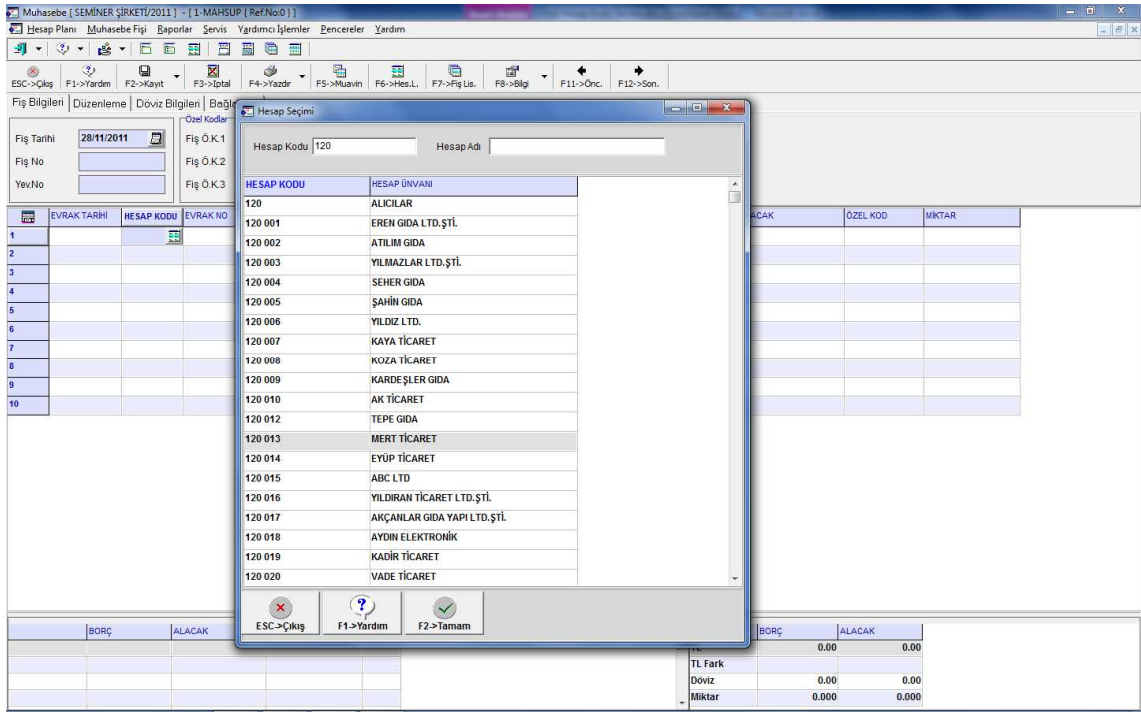 Muhasebe [ SEMİNER ŞİRKETİ/2011 ] - [ 1-MAHSUP ( Ref.No:0 ) ]
Hesap Planı Muhasebe Fişi Raporlar Servis Yardımcı İşlemler Pencereler Yardım
ESC->Çıkış F1->Yardım F2->Kayıt F3->İptal F4->Yazdır F5->Muavin F6->Hes.L. F7->Fiş Lis. F8->Bilgi F11->Önc. F12->Son.
Fiş Bilgileri Düzenleme Döviz Bilgileri
Özel Kodlar
Fiş Tarihi 28/11/2011 Fiş Ö.K.1
Fiş No Fiş Ö.K.2
Yev.No Fiş Ö.K.3
EVRAK TARİHİ HESAP KODU EVRAK NO ACAK ÖZEL KOD MİKTAR
1
2
3
4
5
6
7
8
9
10
Hesap Seçimi
Hesap Kodu 120 Hesap Adı
HESAP KODU HESAP ÜNVANI
120 ALICILAR
120 001 EREN GIDA LTD.ŞTİ.
120 002 ATILIM GIDA
120 003 YILMAZLAR LTD.ŞTİ.
120 004 SEHER GIDA
120 005 ŞAHİN GIDA
120 006 YILDIZ LTD.
120 007 KAYA TİCARET
120 008 KOZA TİCARET
120 009 KARDEŞLER GIDA
120 010 AK TİCARET
120 012 TEPE GIDA
120 013 MERT TİCARET
120 014 EYÜP TİCARET
120 015 ABC LTD
120 016 YILDIRAN TİCARET LTD.ŞTİ.
120 017 AKÇANLAR GIDA YAPI LTD.ŞTİ.
120 018 AYDIN ELEKTRONİK
120 019 KADİR TİCARET
120 020 VADE TİCARET
ESC->Çıkış F1->Yardım F2->Tamam
BORÇ ALACAK BORÇ ALACAK
TL 0.00 0.00
TL Fark
Döviz 0.00 0.00
Miktar 0.000 0.000